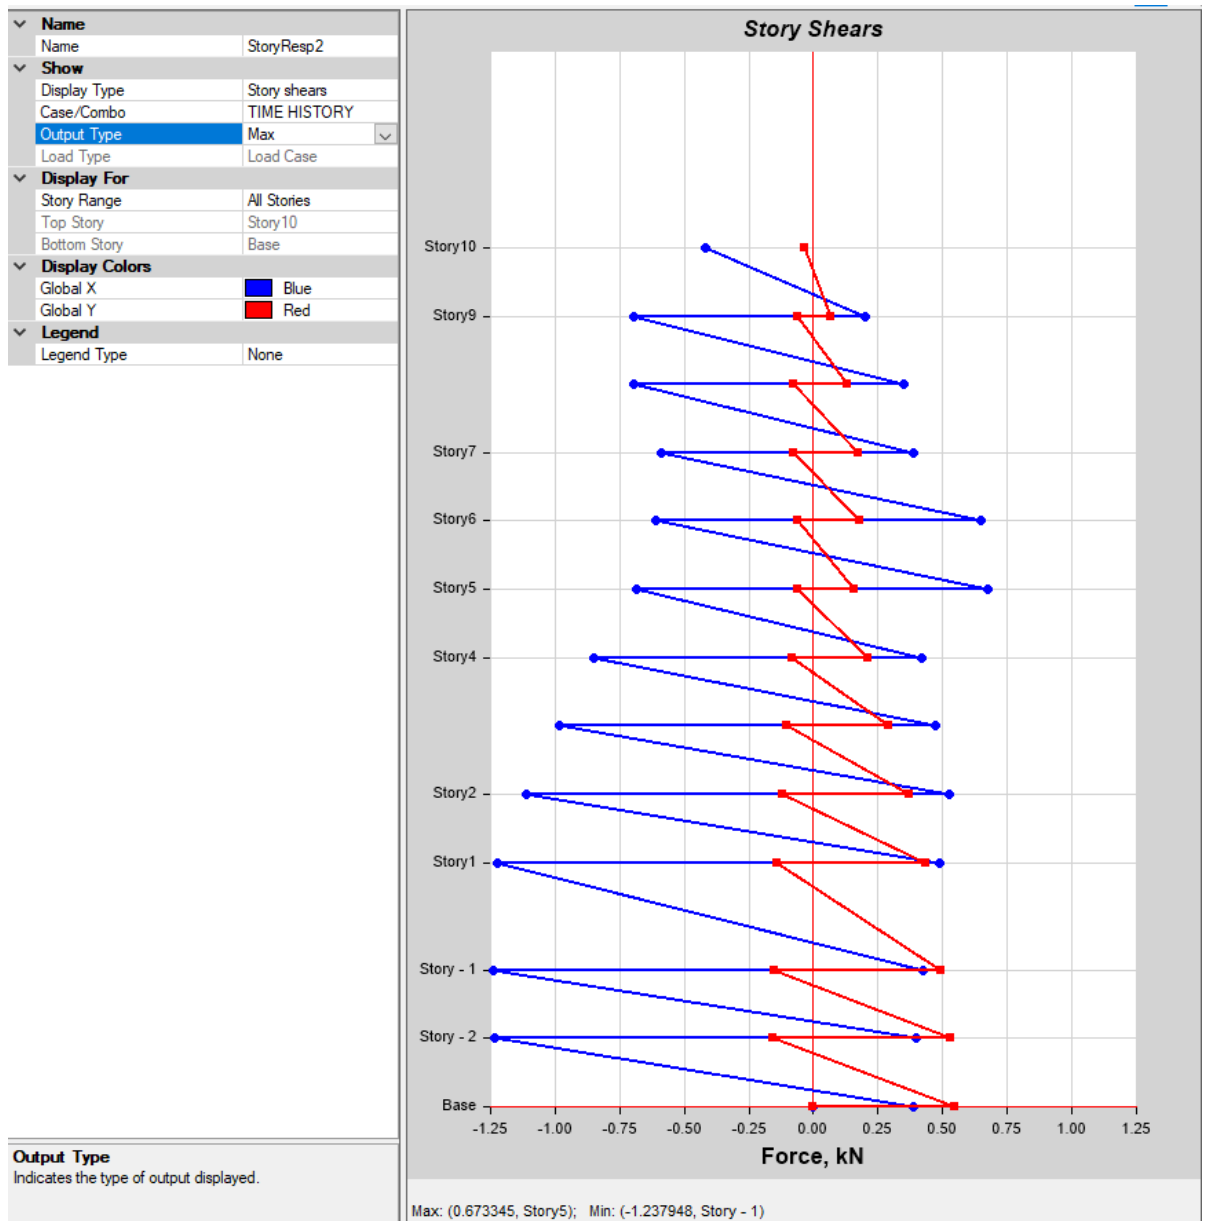 Name
Name StoryResp2
Show
Display Type Story shears
Case/Combo TIME HISTORY
Output Type Max
Load Type Load Case
Display For
Story Range All Stories
Top Story Story10
Bottom Story Base
Display Colors
Global X Blue
Global Y Red
Legend
Legend Type None
Output Type
Indicates the type of output displayed.
Story Shears
Story10
Story9
Story7
Story6
Story5
Story4
Story2
Story1
Story - 1
Story - 2
Base
-1.25 -1.00 -0.75 -0.50 -0.25 0.00 0.25 0.50 0.75 1.00 1.25
Force, kN
Max: (0.673345, Story5); Min: (-1.237948, Story - 1)